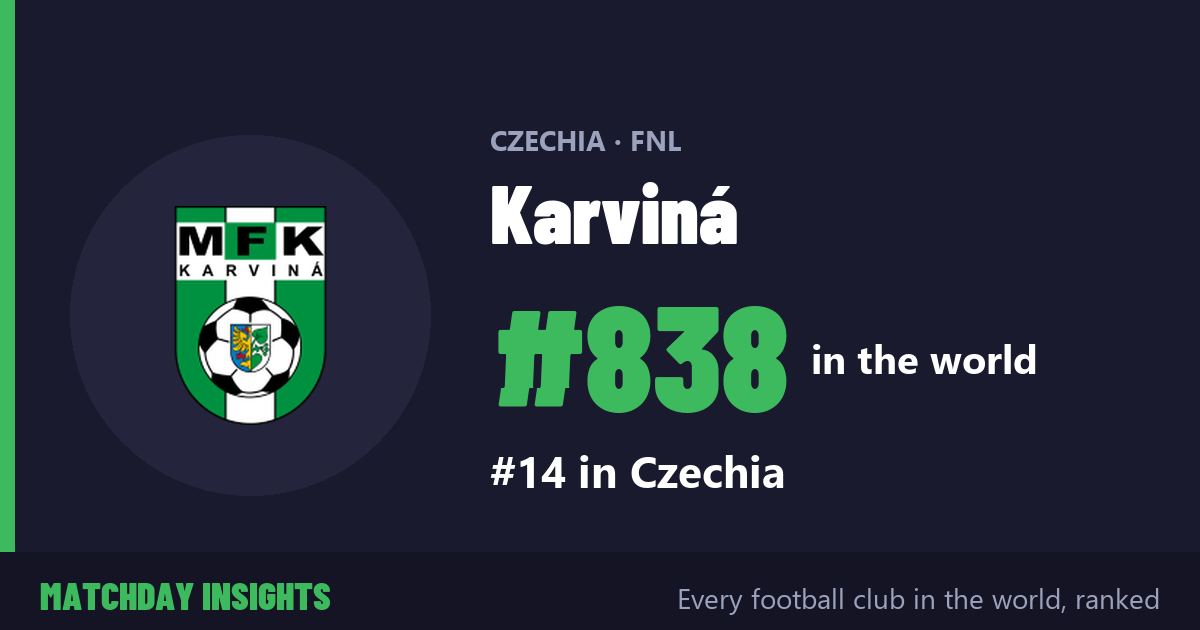 CZECHIA · FNL
Karviná
MFK
KARVINÁ
#838 in the world
#14 in Czechia
MATCHDAY INSIGHTS
Every football club in the world, ranked